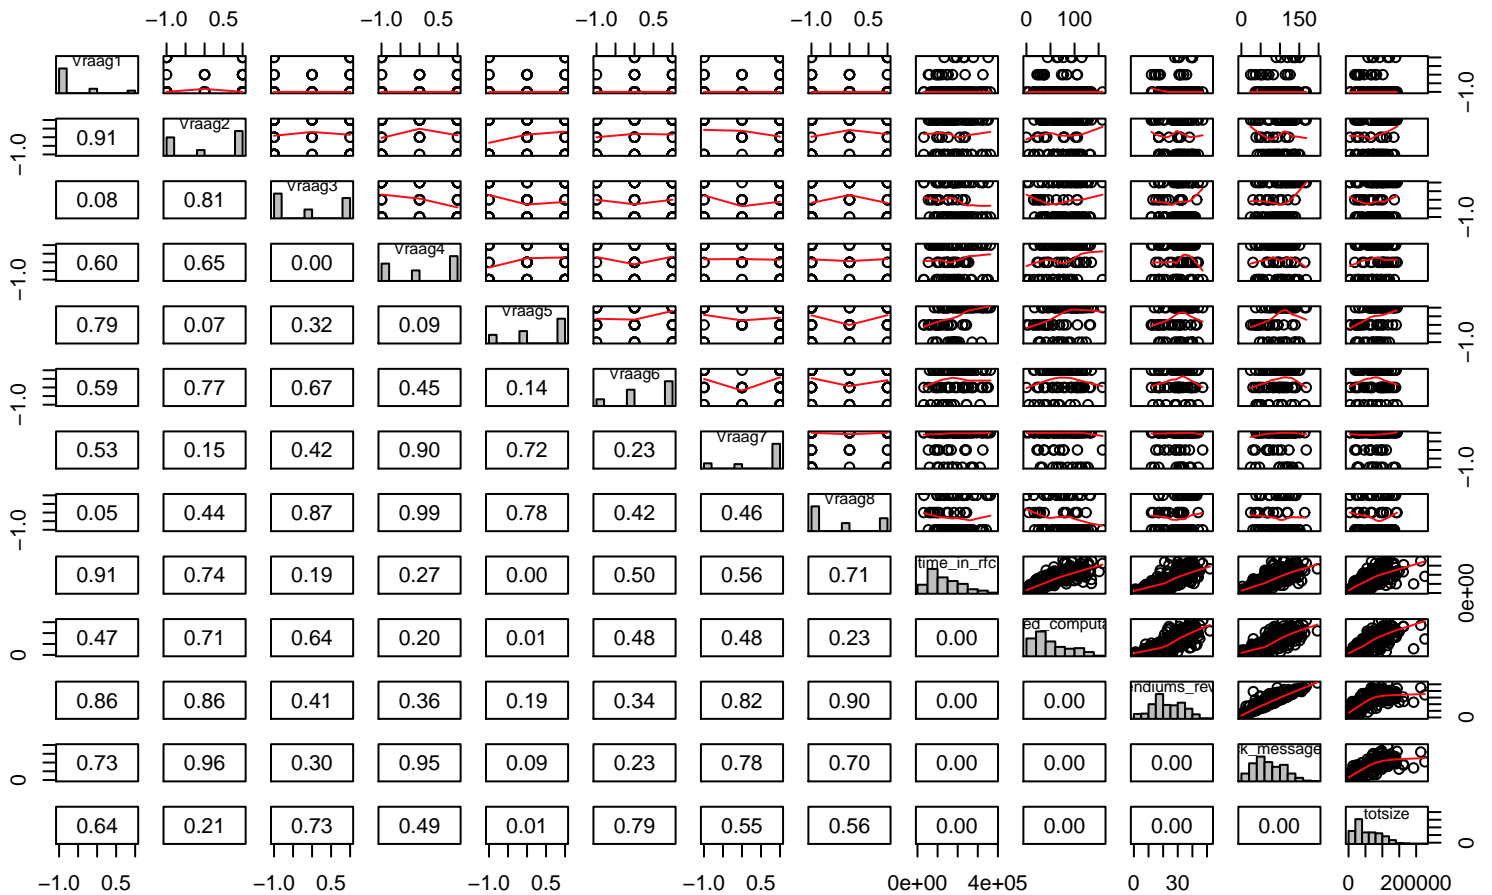 −1.0 0.5 −1.0 0.5 −1.0 0.5 −1.0 0.5 0 100 0 150
Vraag1 −1.0
−1.0 0.91 Vraag2
0.08 0.81 Vraag3 −1.0
−1.0 0.60 0.65 0.00 Vraag4
0.79 0.07 0.32 0.09 Vraag5 −1.0
−1.0 0.59 0.77 0.67 0.45 0.14 Vraag6
0.53 0.15 0.42 0.90 0.72 0.23 Vraag7 −1.0
−1.0 0.05 0.44 0.87 0.99 0.78 0.42 0.46 Vraag8
0.91 0.74 0.19 0.27 0.00 0.50 0.56 0.71 time_in_rfc 0e+00
0 0.47 0.71 0.64 0.20 0.01 0.48 0.48 0.23 0.00 ed_computa
0.86 0.86 0.41 0.36 0.19 0.34 0.82 0.90 0.00 0.00 ndiums_rev 0
0 0.73 0.96 0.30 0.95 0.09 0.23 0.78 0.70 0.00 0.00 0.00 k_message
0.64 0.21 0.73 0.49 0.01 0.79 0.55 0.56 0.00 0.00 0.00 0.00 totsize 0
−1.0 0.5 −1.0 0.5 −1.0 0.5 −1.0 0.5 0e+00 4e+05 0 30 0 200000